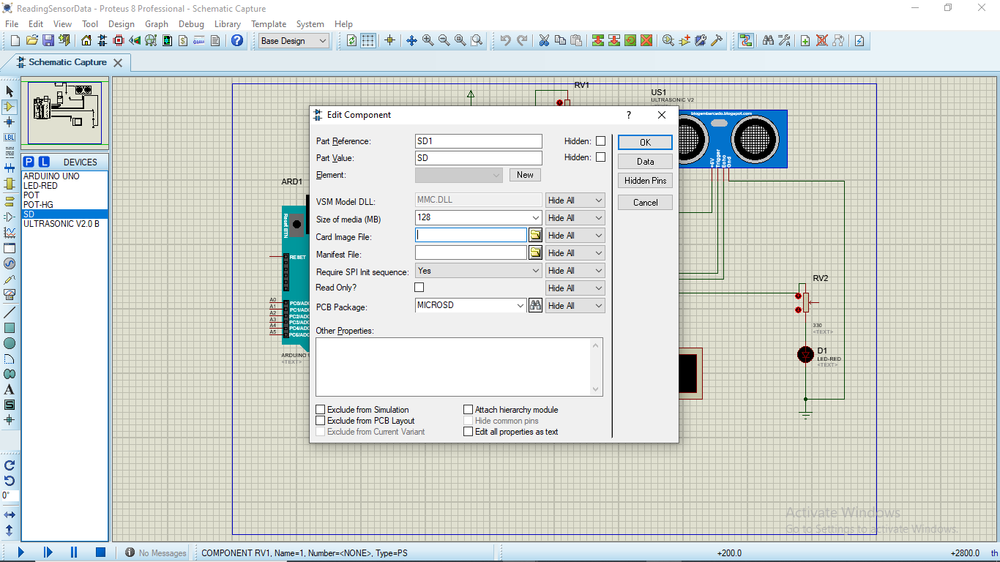 ReadingSensorData - Proteus 8 Professional - Schematic Capture
File Edit View Tool Design Graph Debug Library Template System Help
Base Design
Schematic Capture
P L DEVICES
ARDUINO UNO
LED-RED
POT
POT-HG
SD
ULTRASONIC V2.0 B
LBL
A
S
0°
RV1
US1
ULTRASONIC V2
blogembarcado.blogspot.com
+5V
Trigger
Echo
Gnd
ARD1
Reset BTN
RESET
A0 PC0/AD
A1 PC1/AD
A2 PC2/AD
A3 PC3/AD
A4 PC4/AD
A5 PC5/AD
ARDUINO
<TEXT>
Edit Component
Part Reference: SD1 Hidden: OK
Part Value: SD Hidden: Data
Element: New Hidden Pins
VSM Model DLL: MMC.DLL Hide All Cancel
Size of media (MB) 128 Hide All
Card Image File: Hide All
Manifest File: Hide All
Require SPI Init sequence: Yes Hide All
Read Only? Hide All
PCB Package: MICROSD Hide All
Other Properties:
Exclude from Simulation Attach hierarchy module
Exclude from PCB Layout Hide common pins
Exclude from Current Variant Edit all properties as text
RV2
330
<TEXT>
D1
LED-RED
<TEXT>
Activate Windows
Go to Settings to activate Windows.
No Messages COMPONENT RV1, Name=1, Number=<NONE>, Type=PS +200.0 +2800.0 th